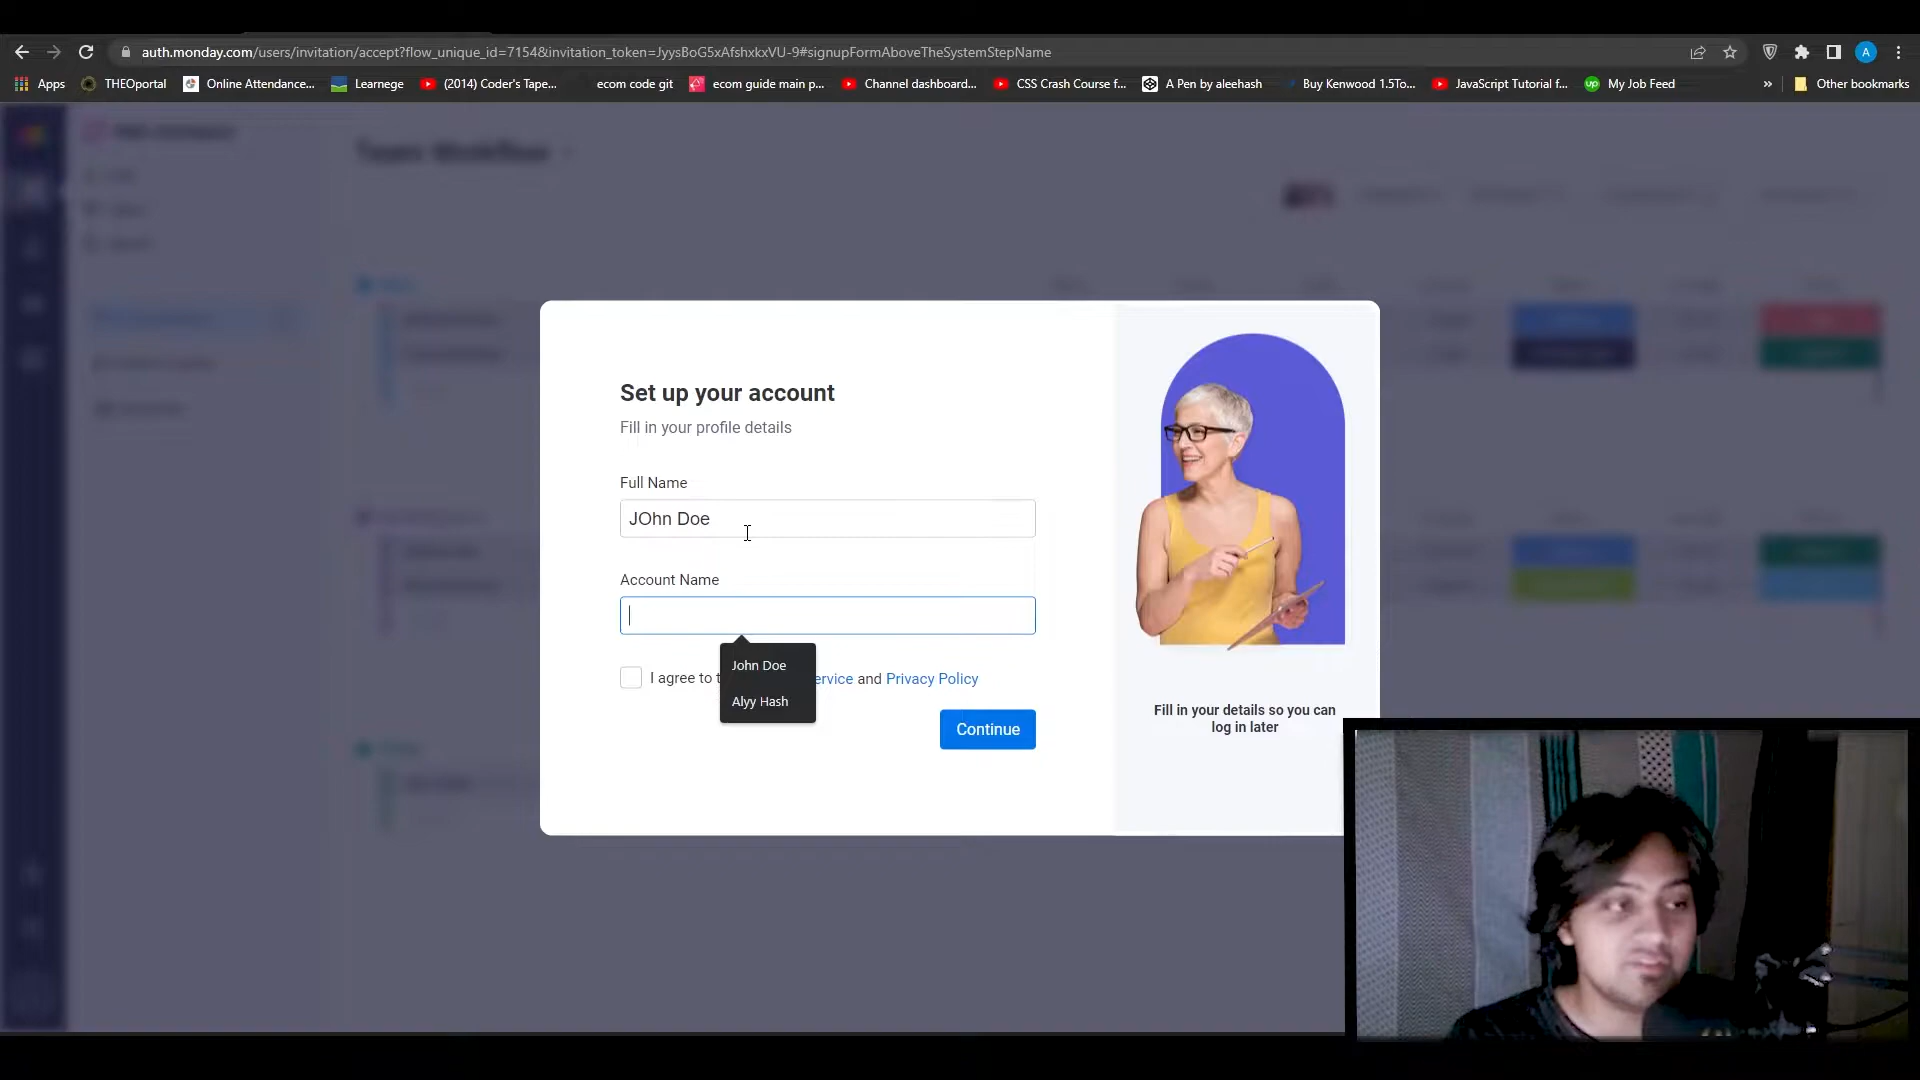 auth.monday.com/users/invitation/accept?flow_unique_id=7154&invitation_token=JyysBoG5xAfshxkxVU-9#signupFormAboveTheSystemStepName
A
Apps THEOportal Online Attendance... Learnege (2014) Coder's Tape... ecom code git ecom guide main p... Channel dashboard... CSS Crash Course f... A Pen by aleehash Buy Kenwood 1.5To... JavaScript Tutorial f... up My Job Feed » Other bookmarks
Team Workflow
Set up your account
Fill in your profile details
Full Name
JOhn Doe
Account Name
John Doe
Alyy Hash
I agree to t
ervice and Privacy Policy
Continue
Fill in your details so you can
log in later